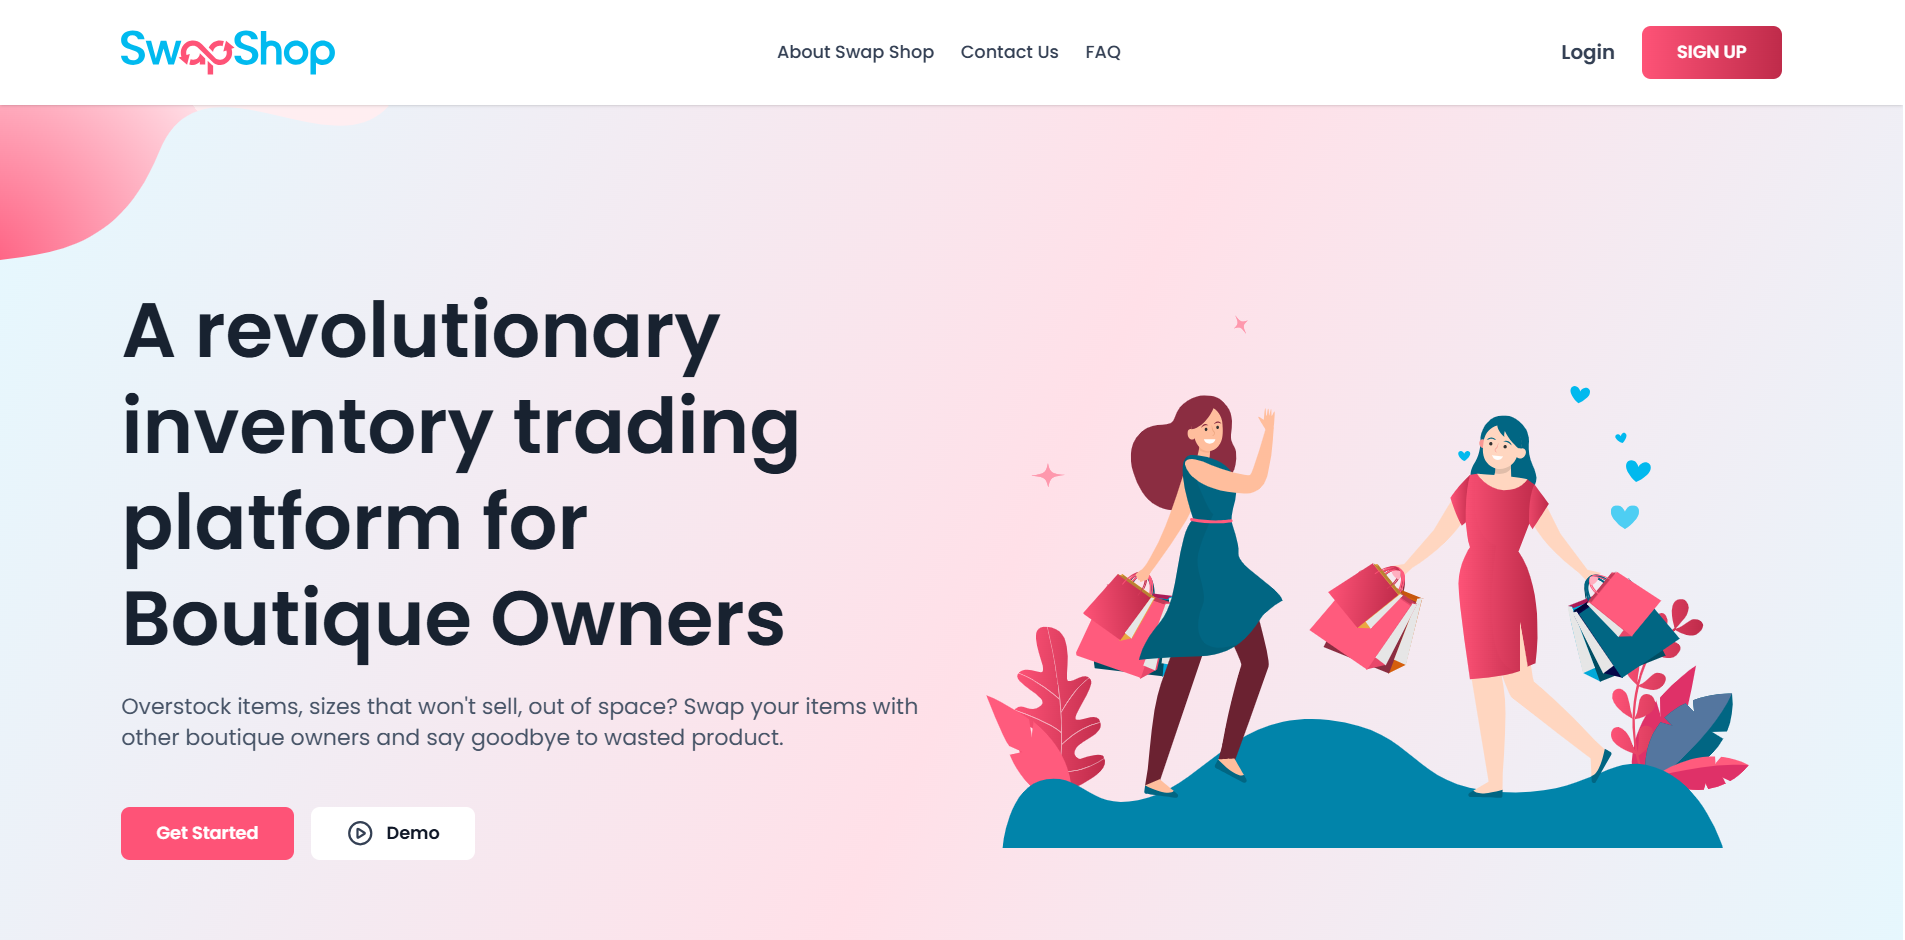 SwapShop
About Swap Shop Contact Us FAQ
Login SIGN UP
A revolutionary
inventory trading
platform for
Boutique Owners
Overstock items, sizes that won't sell, out of space? Swap your items with
other boutique owners and say goodbye to wasted product.
Get Started Demo